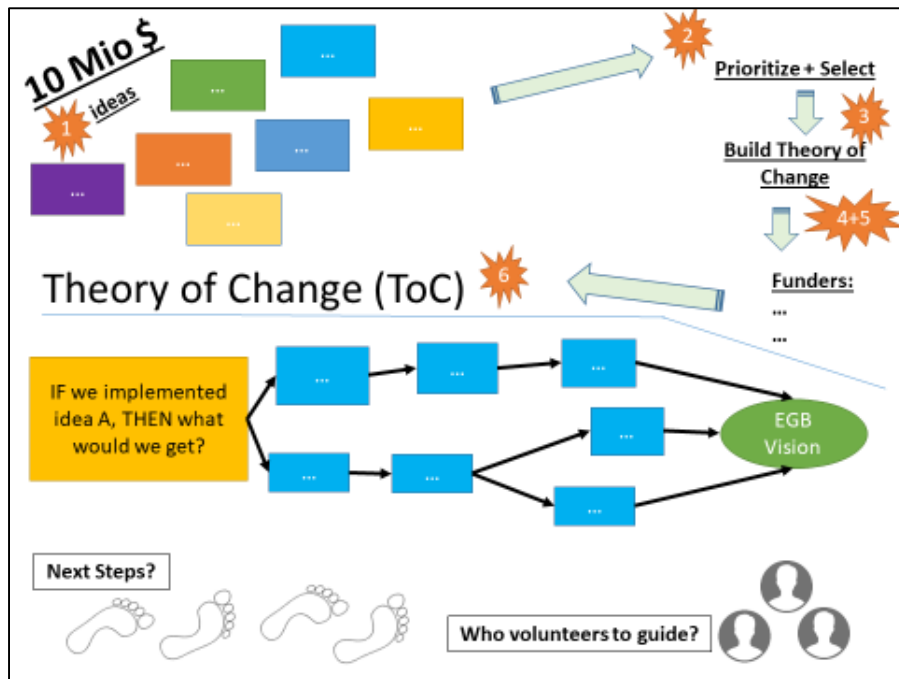 10 Mio $
ideas
1
...
...
...
...
...
...
...
2
Prioritize + Select
3
Build Theory of
Change
4+5
Funders:
...
...
Theory of Change (ToC)
6
IF we implemented
idea A, THEN what
would we get?
...
...
...
...
...
...
...
EGB
Vision
Next Steps?
Who volunteers to guide?